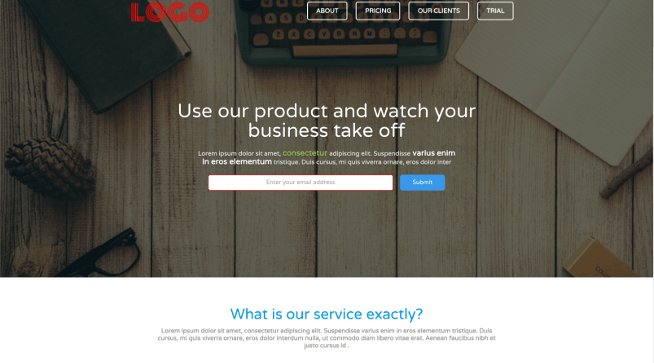 LOGO
ABOUT PRICING OUR CLIENTS TRIAL
Use our product and watch your
business take off
Lorem ipsum dolor sit amet, consectetur adipiscing elit. Suspendisse varius enim
in eros elementum tristique. Duis cursus, mi quis viverra ornare, eros dolor inter
Enter your email address Submit
What is our service exactly?
Lorem ipsum dolor sit amet, consectetur adipiscing elit. Suspendisse varius enim in eros elementum tristique. Duis
cursus, mi quis viverra ornare, eros dolor interdum nulla, ut commodo diam libero vitae erat. Aenean faucibus nibh et
justo cursus id .